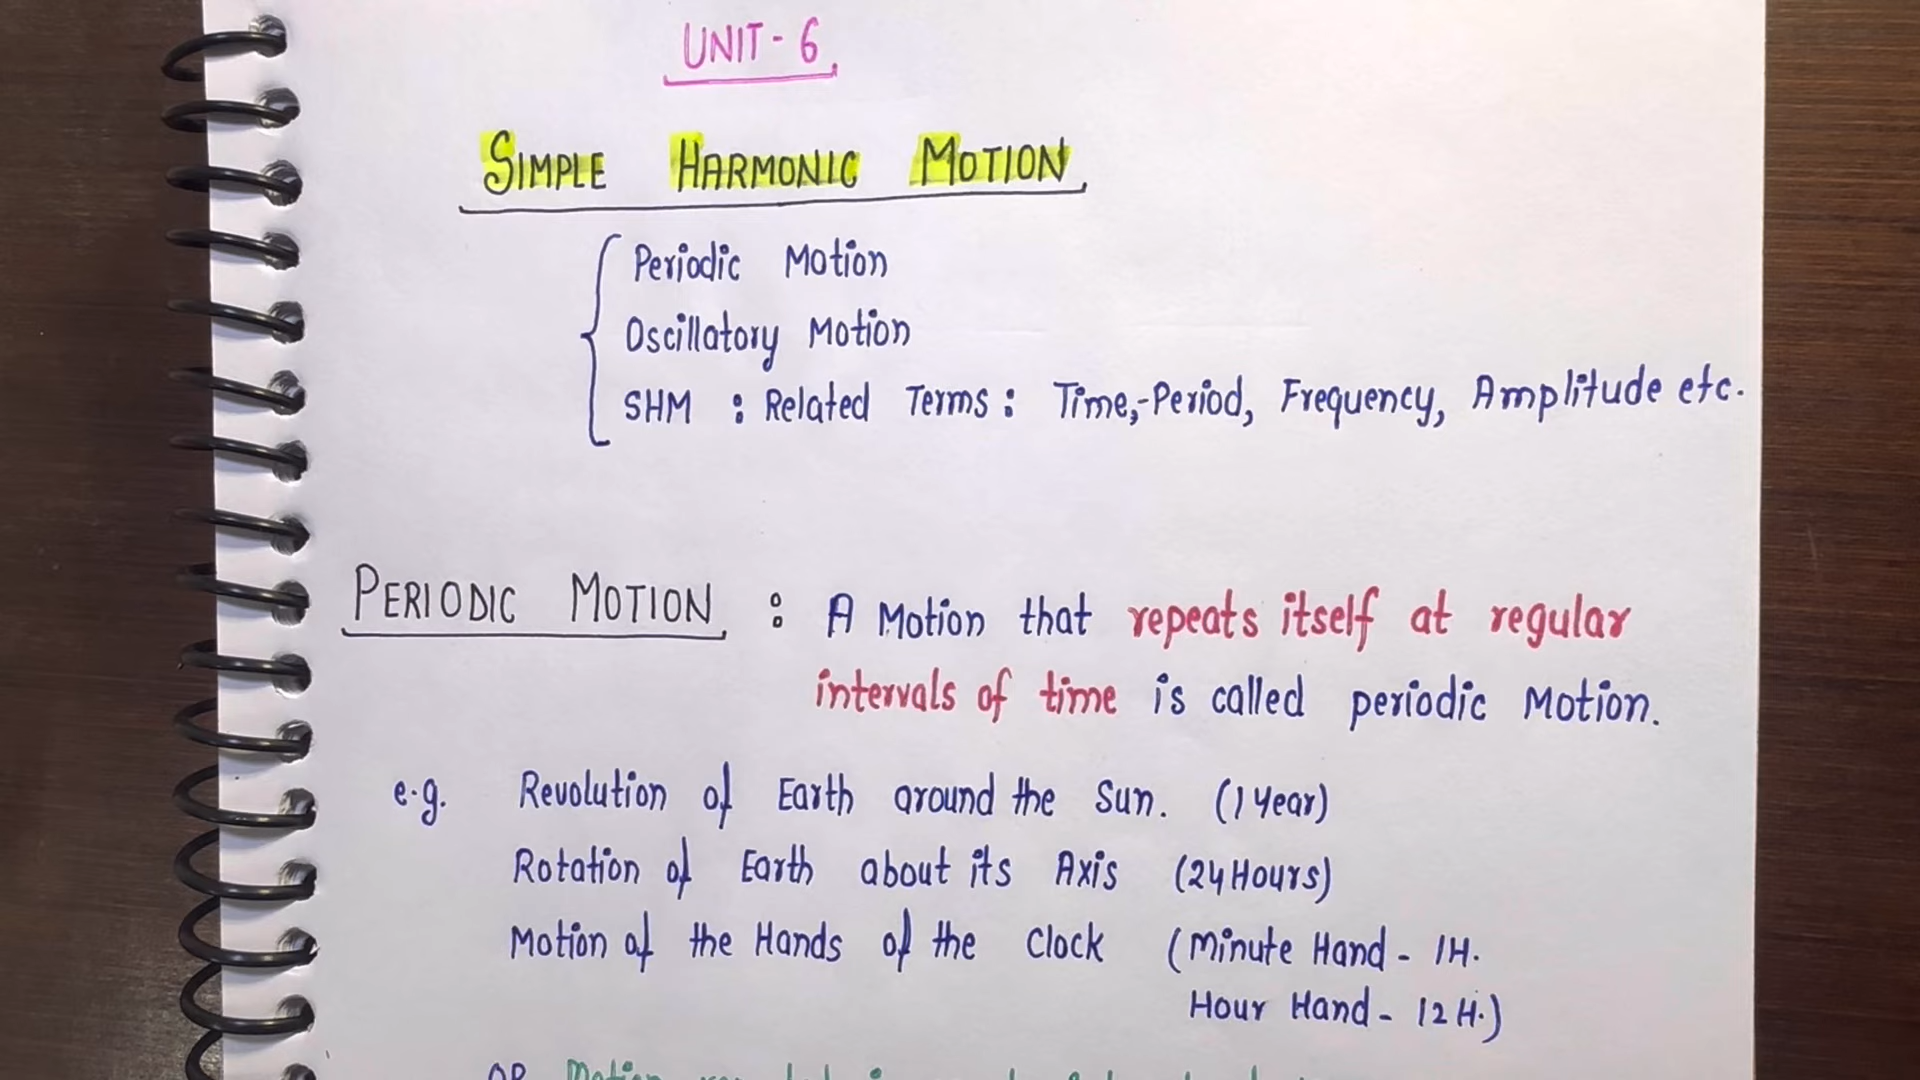 UNIT - 6
SIMPLE HARMONIC MOTION
Periodic Motion
Oscillatory Motion
SHM : Related Terms : Time,-Period, Frequency, Amplitude etc.
PERIODIC MOTION : A Motion that repeats itself at regular
intervals of time is called periodic Motion.
e.g. Revolution of Earth around the Sun. (1 Year)
Rotation of Earth about its Axis (24 Hours)
Motion of the Hands of the Clock (Minute Hand - 1H.
Hour Hand - 12 H.)
OR Motion